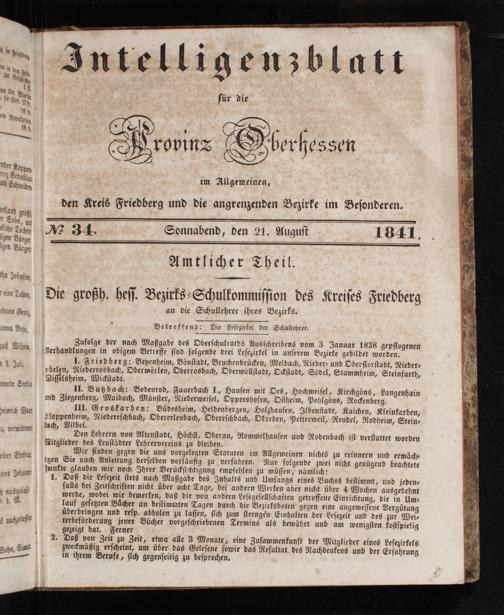 Intelligenzblatt
für die
Provinz Oberhessen
im Allgemeinen,
den Kreis Friedberg und die angrenzenden Bezirke im Besonderen.
№ 34. Sonnabend, den 21. August 1841.
Amtlicher Theil.
Die großh. hess. Bezirks-Schulkommission des Kreises Friedberg
an die Schullehrer ihres Bezirks.
Betreffend: Die Lesezirkel der Schullehrer.
Zufolge der nach Maßgabe des Oberschulraths Ausschreibens vom 3 Januar 1838 gepflogenen
Verhandlungen in obigem Betreffe sind folgende drei Lesezirkel in unserem Bezirke gebildet worden.
I. Friedberg: Beyenheim, Bönstadt, Bruchenbrücken, Melbach, Nieder- und Oberflorstadt, Nieder-
mörlen, Niederrosbach, Oberwörlen, Oberrosbach, Oberwöllstadt, Ockstadt, Södel, Stammheim, Steinfurth,
Wisselsheim, Wickstadt.
II. Butzbach: Bodenrod, Fauerbach I., Hausen mit Oes, Hochweisel, Kirchgöns, Langenhain
und Ziegenberg, Maibach, Münster, Niederweisel, Oppershofen, Ostheim, Pohlgöns, Rockenberg.
III. Großkarben: Büdesheim, Heldenbergen, Holzhausen, Ilbenstadt, Kaichen, Kleinkarben,
Kloppenheim, Niedereschbach, Obererlenbach, Obereschbach, Okarben, Petterweil, Rendel, Rodheim, Stein-
bach, Vilbel.
Den Lehrern von Altenstadt, Höchst, Oberau, Rommelhausen und Rodenbach ist verstattet worden
Mitglieder des Lehrervereins zu bleiben.
Wir finden gegen die uns vorgelegten Statuten im Allgemeinen nichts zu erinnern und ermäch-
tigen Sie nach Anleitung derselben vorläufig zu verfahren. Nur folgende zwei nicht genügend beachtete
Punkte glauben wir noch Ihrer Berücksichtigung empfehlen zu müssen, nämlich:
1. Daß die Lesezeit stets nach Maßgabe des Inhalts und Umfangs eines Buches bestimmt, und jeden-
falls bei Zeitschriften nicht über acht Tage, bei andern Werken aber nicht über 4 Wochen ausgedehnt
werde, wobei wir bemerken, daß die von andern Lesegesellschaften getroffene Einrichtung, die in Um-
lauf gesetzten Bücher an bestimmten Tagen durch die Bezirksboten gegen eine angemessene Vergütung
überbringen und resp. abholen zu lassen, sich zum strengen Einhalten der Lesezeit und des zur Wei-
terbeförderung jener Bücher vorgeschriebenen Termins als bewährt und am wenigsten kostspielig
gezeigt hat. Ferner
2. Daß von Zeit zu Zeit, etwa alle 3 Monate, eine Zusammenkunft der Mitglieder eines Lesezirkels
zweckmäßig erscheint, um über das Gelesene sowie das Resultat des Nachdenkens und der Erfahrung
in ihrem Berufe, sich gegenseitig zu besprechen.